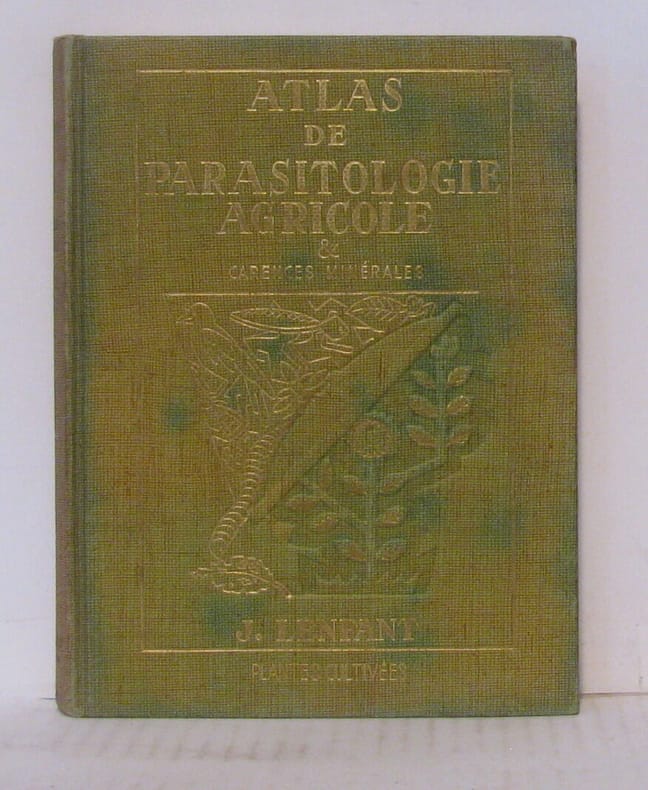 ATLAS
DE
PARASITOLOGIE
AGRICOLE
&
CARENCES MINÉRALES
J. LENFANT
PLANTES CULTIVÉES